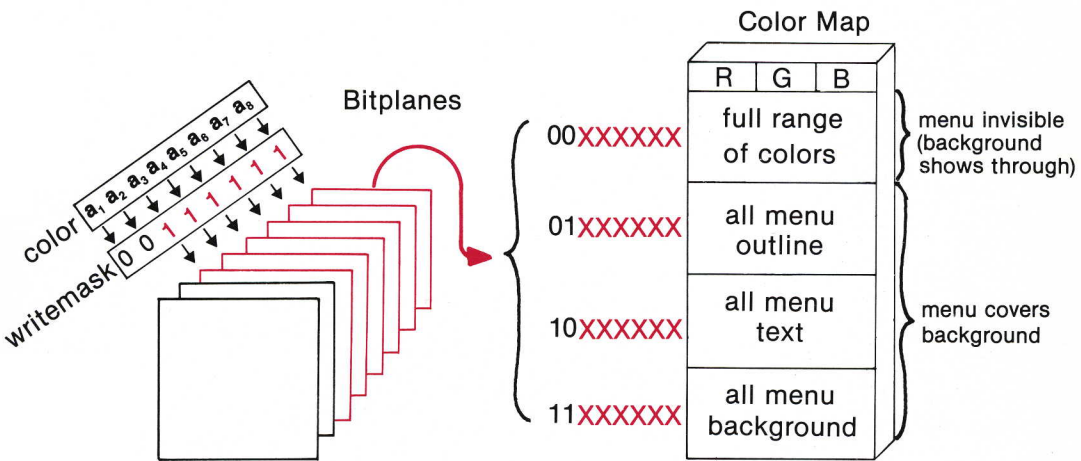 Color Map
R G B
Bitplanes
color a₁ a₂ a₃ a₄ a₅ a₆ a₇ a₈
writemask 0 0 1 1 1 1 1 1
00XXXXXX
full range
of colors
menu invisible
(background
shows through)
01XXXXXX
all menu
outline
10XXXXXX
all menu
text
menu covers
background
11XXXXXX
all menu
background